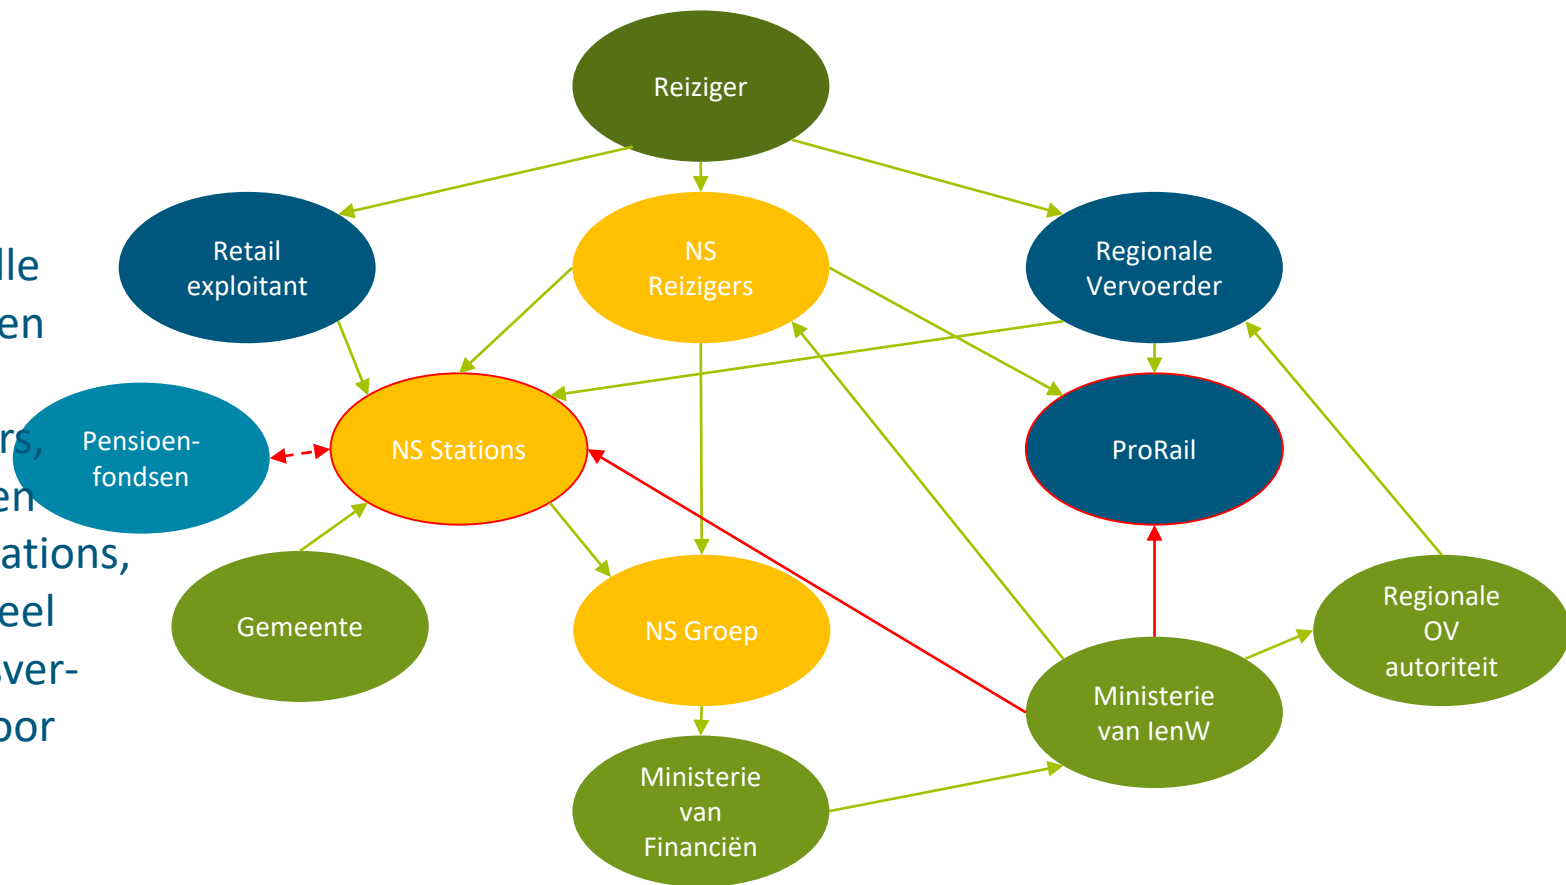 Reiziger
Retail
exploitant
NS
Reizigers
Regionale
Vervoerder
Pensioen-
fondsen
NS Stations
ProRail
Gemeente
NS Groep
Regionale
OV
autoriteit
Ministerie
van IenW
Ministerie
van
Financiën
lle
en
rs,
en
ations,
eel
sver-
oor